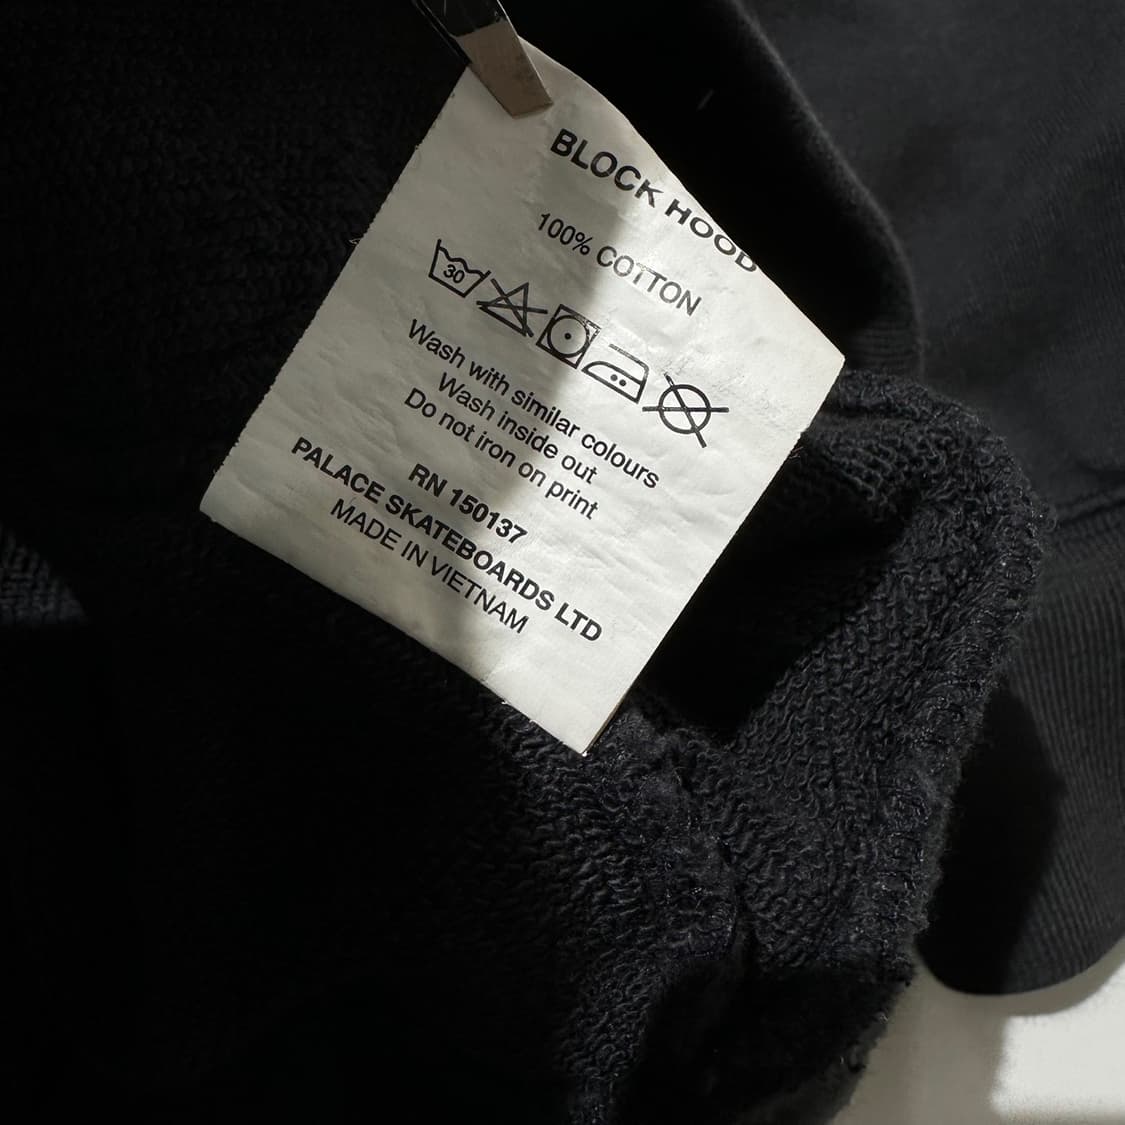 BLOCK HOOD
100% COTTON
30
Wash with similar colours
Wash inside out
Do not iron on print
RN 150137
PALACE SKATEBOARDS LTD
MADE IN VIETNAM